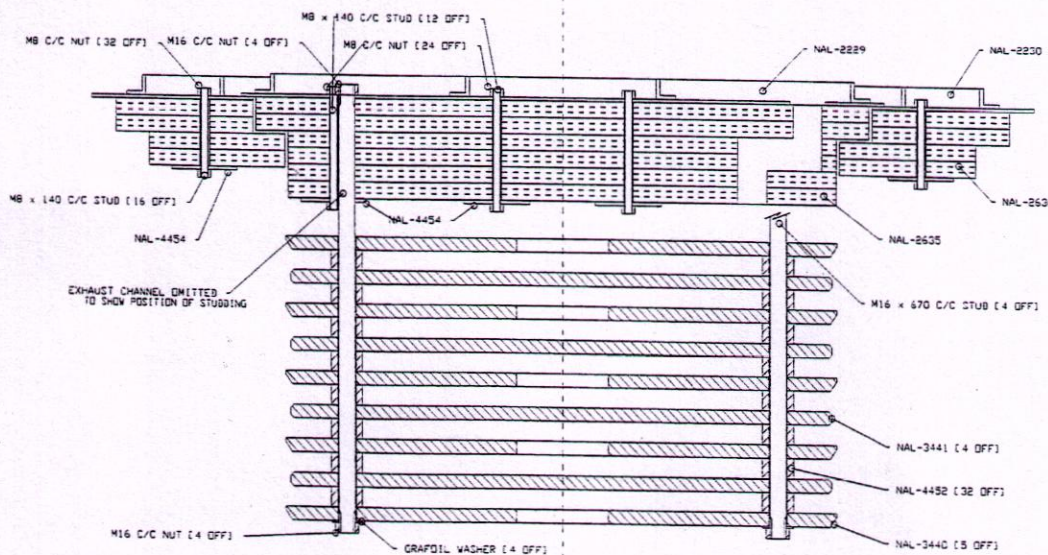 M8 x 140 C/C STUD [12 OFF]
M8 C/C NUT [32 OFF]
M16 C/C NUT [4 OFF]
M8 C/C NUT [24 OFF]
NAL-2229
NAL-2230
M8 x 140 C/C STUD [16 OFF]
NAL-4454
NAL-4454
NAL-263
NAL-2635
EXHAUST CHANNEL OMITTED
TO SHOW POSITION OF STUDDING
M16 x 670 C/C STUD [4 OFF]
NAL-3441 [4 OFF]
NAL-4452 [32 OFF]
M16 C/C NUT [4 OFF]
GRAFOIL WASHER [4 OFF]
NAL-3440 [5 OFF]